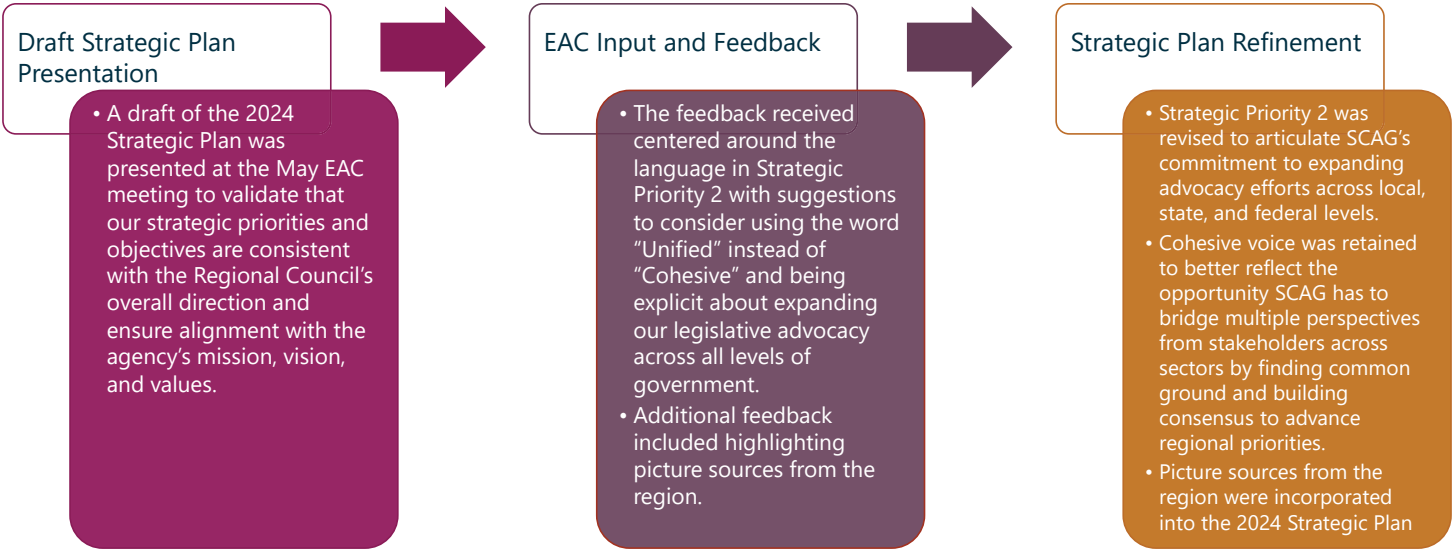 Draft Strategic Plan
Presentation
• A draft of the 2024
Strategic Plan was
presented at the May EAC
meeting to validate that
our strategic priorities and
objectives are consistent
with the Regional Council’s
overall direction and
ensure alignment with the
agency’s mission, vision,
and values.
EAC Input and Feedback
• The feedback received
centered around the
language in Strategic
Priority 2 with suggestions
to consider using the word
“Unified” instead of
“Cohesive” and being
explicit about expanding
our legislative advocacy
across all levels of
government.
• Additional feedback
included highlighting
picture sources from the
region.
Strategic Plan Refinement
• Strategic Priority 2 was
revised to articulate SCAG’s
commitment to expanding
advocacy efforts across local,
state, and federal levels.
• Cohesive voice was retained
to better reflect the
opportunity SCAG has to
bridge multiple perspectives
from stakeholders across
sectors by finding common
ground and building
consensus to advance
regional priorities.
• Picture sources from the
region were incorporated
into the 2024 Strategic Plan